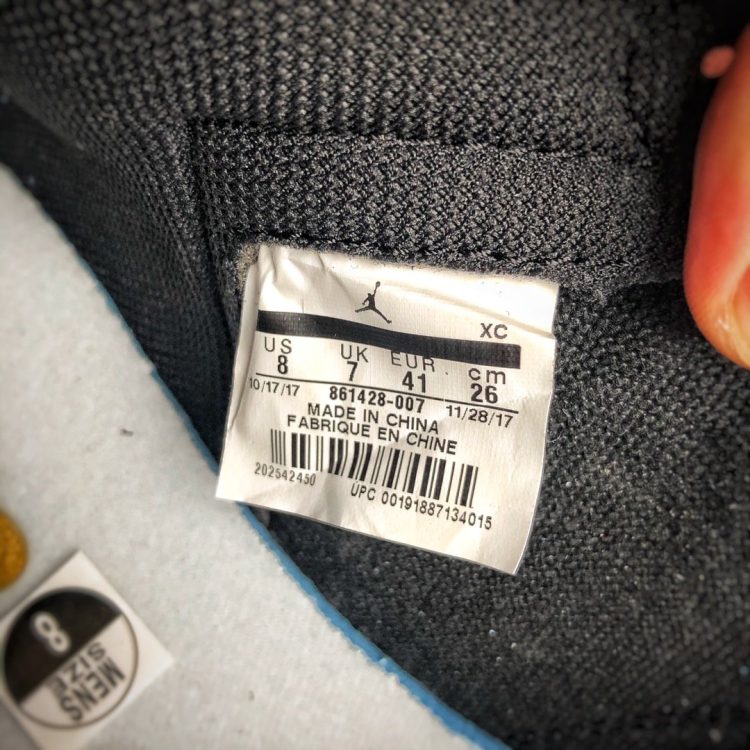 XC
US UK EUR cm
8 7 41 26
10/17/17 861428-007 11/28/17
MADE IN CHINA
FABRIQUE EN CHINE
202542450 UPC 00191887134015
8
MENS
SIZE